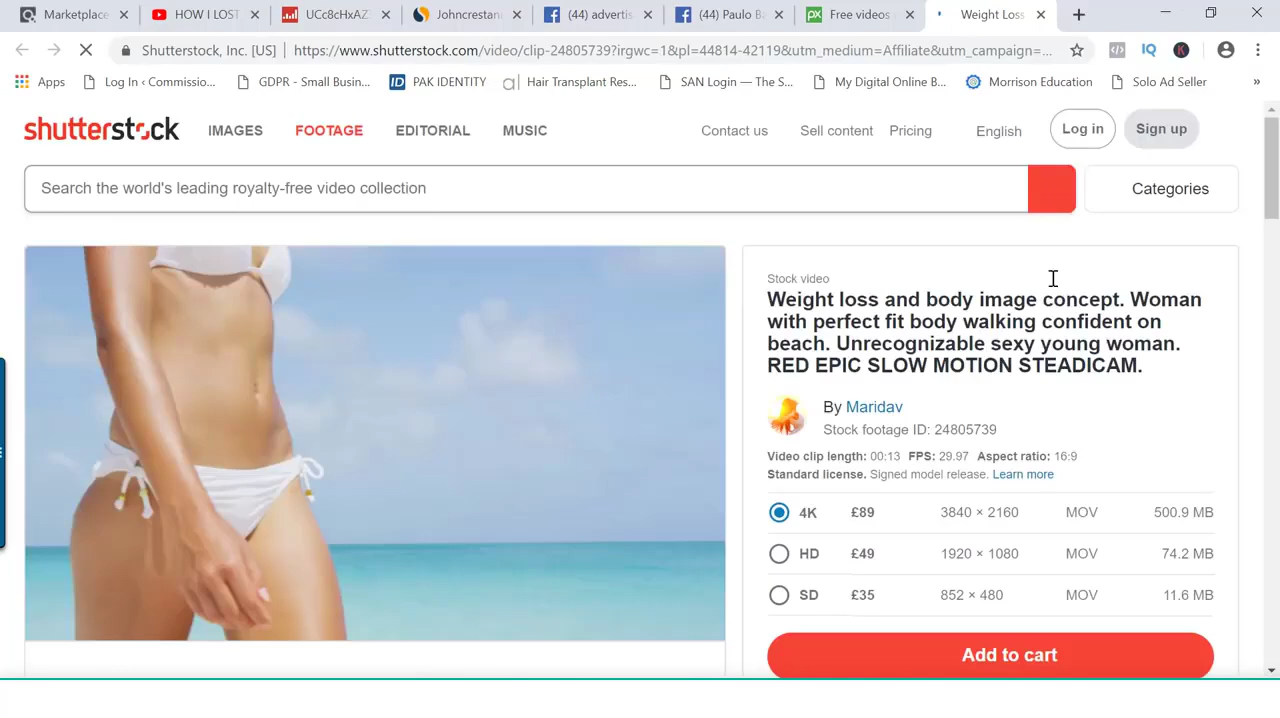 Marketplace
HOW I LOST
UCc8cHxAZ
Johncrestan
(44) advertis
(44) Paulo Ba
Free videos
Weight Loss
Shutterstock, Inc. [US] | https://www.shutterstock.com/video/clip-24805739?irgwc=1&pl=44814-42119&utm_medium=Affiliate&utm_campaign=...
Apps
Log In ‹ Commissio...
GDPR - Small Busin...
PAK IDENTITY
Hair Transplant Res...
SAN Login — The S...
My Digital Online B...
Morrison Education
Solo Ad Seller
shutterstock IMAGES FOOTAGE EDITORIAL MUSIC Contact us Sell content Pricing English Log in Sign up
Search the world's leading royalty-free video collection
Categories
Stock video
Weight loss and body image concept. Woman
with perfect fit body walking confident on
beach. Unrecognizable sexy young woman.
RED EPIC SLOW MOTION STEADICAM.
By Maridav
Stock footage ID: 24805739
Video clip length: 00:13 FPS: 29.97 Aspect ratio: 16:9
Standard license. Signed model release. Learn more
4K £89 3840 × 2160 MOV 500.9 MB
HD £49 1920 × 1080 MOV 74.2 MB
SD £35 852 × 480 MOV 11.6 MB
Add to cart